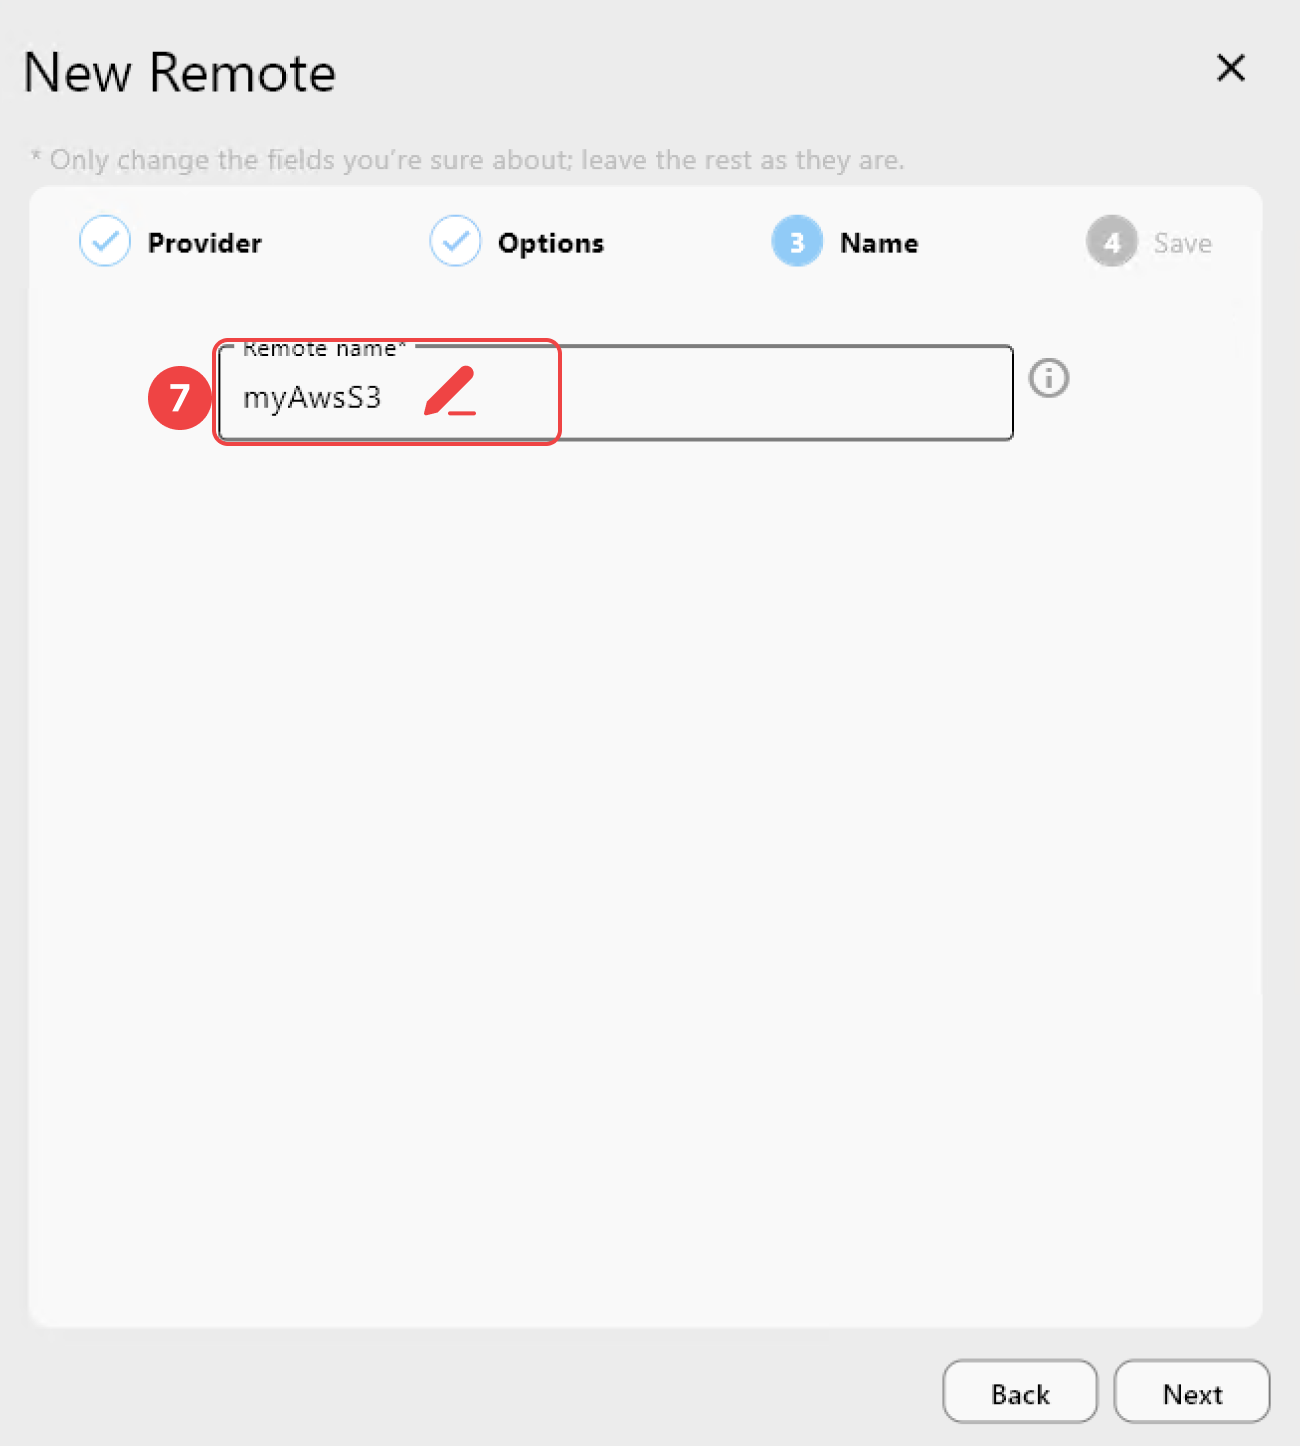 New Remote
* Only change the fields you’re sure about; leave the rest as they are.
Provider Options 3 Name 4 Save
Remote name*
7 myAwsS3
Back Next